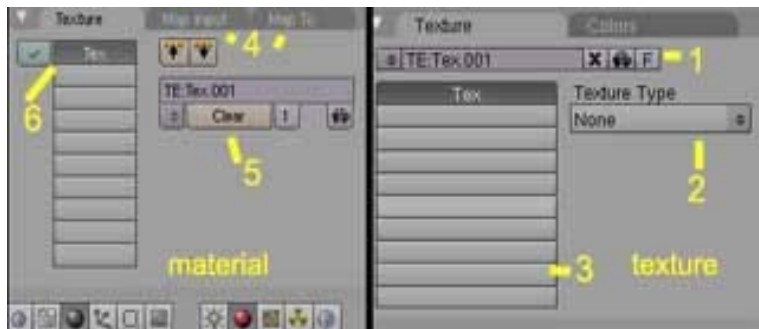 Texture Map Input Map To
4
Tex
6
TE:Tex.001
Clear 1
5
material
Texture Colors
TE:Tex.001 X F 1
Tex
Texture Type
None
2
3
texture